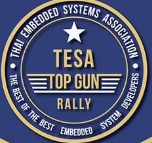 THAI EMBEDDED SYSTEMS ASSOCIATION
TESA
TOP GUN
RALLY
THE BEST OF THE BEST EMBEDDED SYSTEM DEVELOPERS